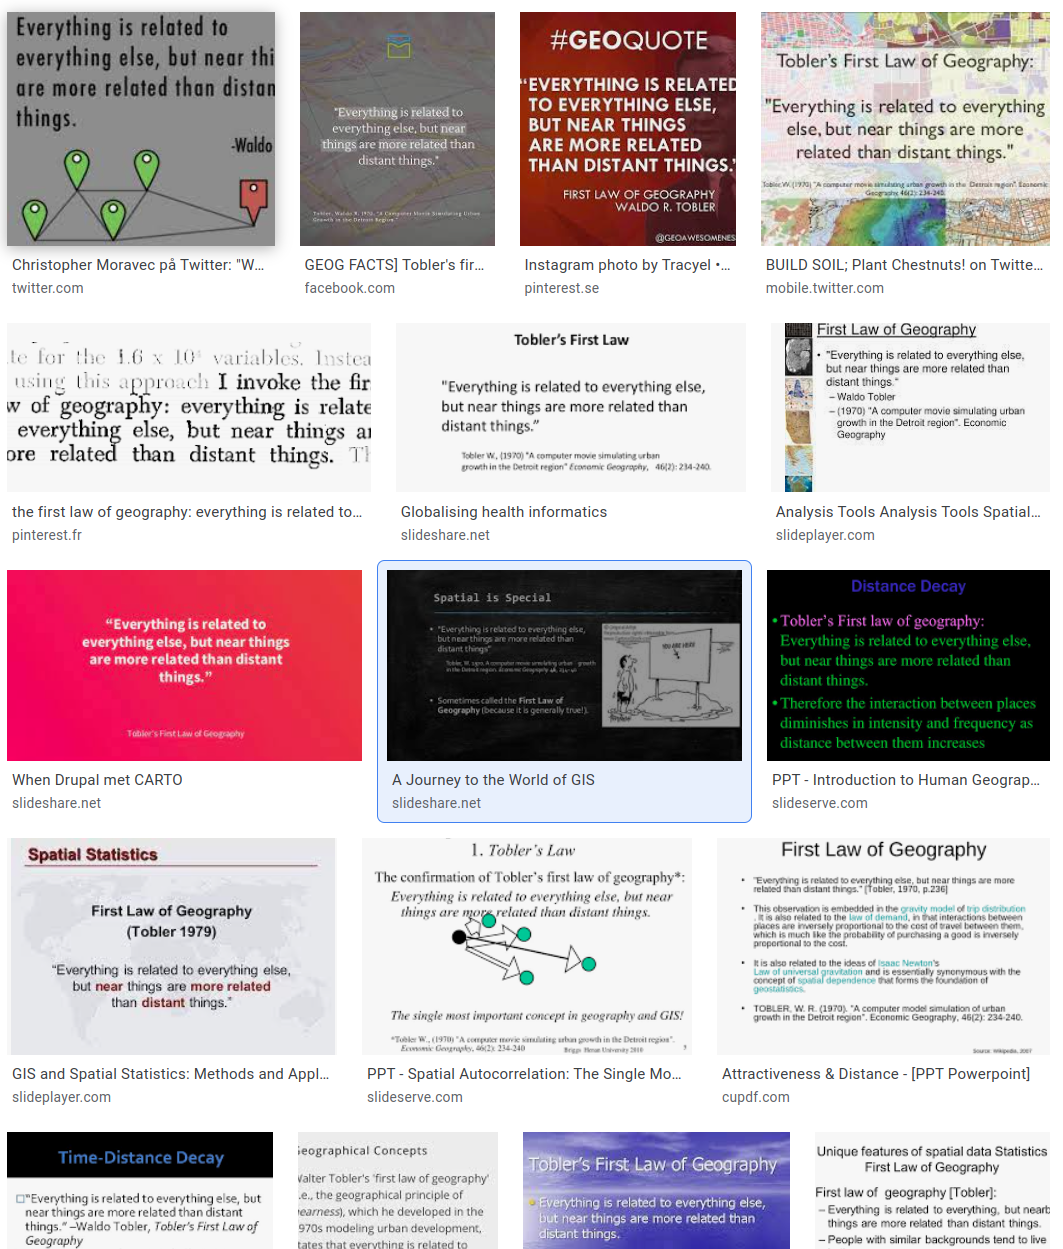 Everything is related to
everything else, but near thi
are more related than distan
things.
-Waldo
Christopher Moravec på Twitter: "W...
twitter.com
"Everything is related to
everything else, but near
things are more related than
distant things."
Tobler, Waldo R. 1970. "A Computer Movie Simulating Urban
Growth in the Detroit Region."
GEOG FACTS] Tobler's fir...
facebook.com
#GEOQUOTE
“EVERYTHING IS RELATED
TO EVERYTHING ELSE,
BUT NEAR THINGS
ARE MORE RELATED
THAN DISTANT THINGS.”
FIRST LAW OF GEOGRAPHY
WALDO R. TOBLER
@GEOAWESOMENES
Instagram photo by Tracyel •...
pinterest.se
Tobler's First Law of Geography:
"Everything is related to everything
else, but near things are more
related than distant things."
Tobler, W. (1970) "A computer movie simulating urban growth in the Detroit region" Economic
Geography, 46(2): 234-240.
BUILD SOIL; Plant Chestnuts! on Twitte...
mobile.twitter.com
te for the 1.6 x 10⁴ variables. Instea
using this approach I invoke the fir
w of geography: everything is relate
everything else, but near things ar
ore related than distant things. Th
the first law of geography: everything is related to...
pinterest.fr
Tobler's First Law
"Everything is related to everything else,
but near things are more related than
distant things.”
Tobler W., (1970) "A computer movie simulating urban
growth in the Detroit region" Economic Geography, 46(2): 234-240.
Globalising health informatics
slideshare.net
First Law of Geography
• "Everything is related to everything else,
but near things are more related than
distant things."
– Waldo Tobler
– (1970) "A computer movie simulating urban
growth in the Detroit region". Economic
Geography
Analysis Tools Analysis Tools Spatial...
slideplayer.com
“Everything is related to
everything else, but near things
are more related than distant
things.”
Tobler's First Law of Geography
When Drupal met CARTO
slideshare.net
Spatial is Special
• "Everything is related to everything else,
but near things are more related than
distant things"
Tobler, W. 1970. A computer movie simulating urban growth
in the Detroit region. Economic Geography 46, 234-40
• Sometimes called the First Law of
Geography (because it is generally true!).
YOU ARE HERE
A Journey to the World of GIS
slideshare.net
Distance Decay
• Tobler's First law of geography:
Everything is related to everything else,
but near things are more related than
distant things.
• Therefore the interaction between places
diminishes in intensity and frequency as
distance between them increases
PPT - Introduction to Human Geograp...
slideserve.com
Spatial Statistics
First Law of Geography
(Tobler 1979)
“Everything is related to everything else,
but near things are more related
than distant things.”
GIS and Spatial Statistics: Methods and Appl...
slideplayer.com
1. Tobler's Law
The confirmation of Tobler's first law of geography*:
Everything is related to everything else, but near
things are more related than distant things.
The single most important concept in geography and GIS!
*Tobler W., (1970) "A computer movie simulating urban growth in the Detroit region".
Economic Geography, 46(2): 234-240
Briggs Henan University 2010
PPT - Spatial Autocorrelation: The Single Mo...
slideserve.com
First Law of Geography
• "Everything is related to everything else, but near things are more
related than distant things." [Tobler, 1970, p.236]
• This observation is embedded in the gravity model of trip distribution
. It is also related to the law of demand, in that interactions between
places are inversely proportional to the cost of travel between them,
which is much like the probability of purchasing a good is inversely
proportional to the cost.
• It is also related to the ideas of Isaac Newton's
Law of universal gravitation and is essentially synonymous with the
concept of spatial dependence that forms the foundation of
geostatistics.
• TOBLER, W. R. (1970). "A computer model simulation of urban
growth in the Detroit region". Economic Geography, 46(2): 234-240.
Source: Wikipedia, 2007
Attractiveness & Distance - [PPT Powerpoint]
cupdf.com
Time-Distance Decay
“Everything is related to everything else, but
near things are more related than distant
things.” –Waldo Tobler, Tobler's First Law of
Geography
Geographical Concepts
Walter Tobler's 'first law of geography'
i.e., the geographical principle of
nearness), which he developed in the
1970s modeling urban development,
states that everything is related to
Tobler's First Law of Geography
• Everything is related to everything else,
but near things are more related than
distant things.
Unique features of spatial data Statistics
First Law of Geography
First law of geography [Tobler]:
– Everything is related to everything, but nearb
things are more related than distant things.
– People with similar backgrounds tend to live